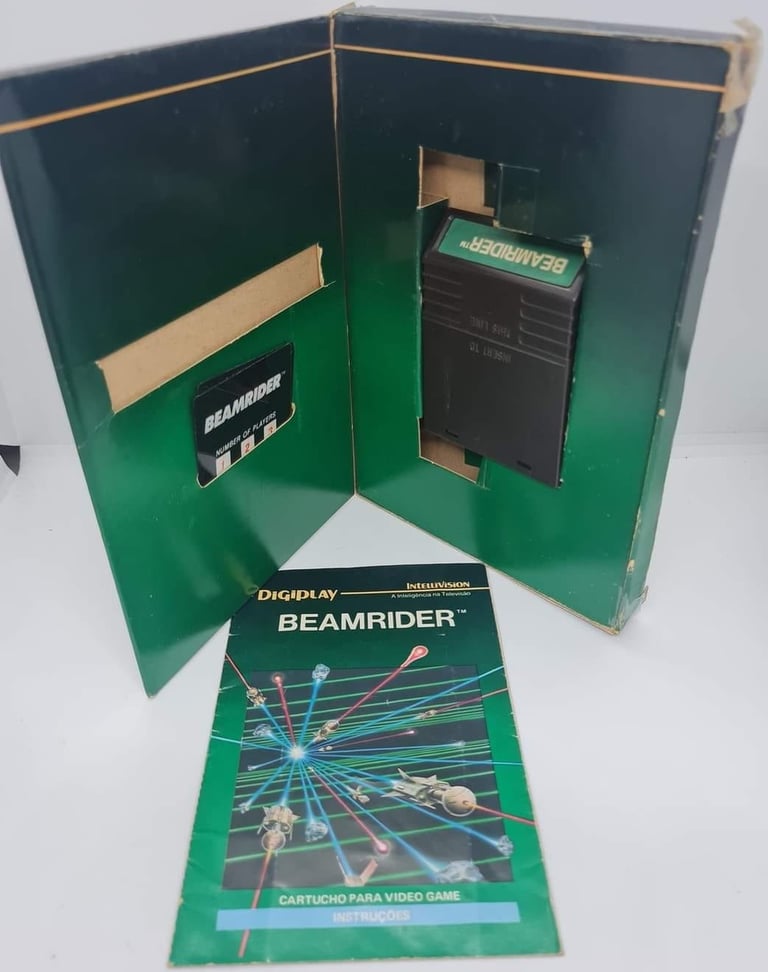 BEAMRIDER™
THIS LINE
INSERT TO
BEAMRIDER™
NUMBER OF PLAYERS
1 2 3
DIGIPLAY
INTELLIVISION
A Inteligência na Televisão
BEAMRIDER™
CARTUCHO PARA VIDEO GAME
INSTRUÇÕES